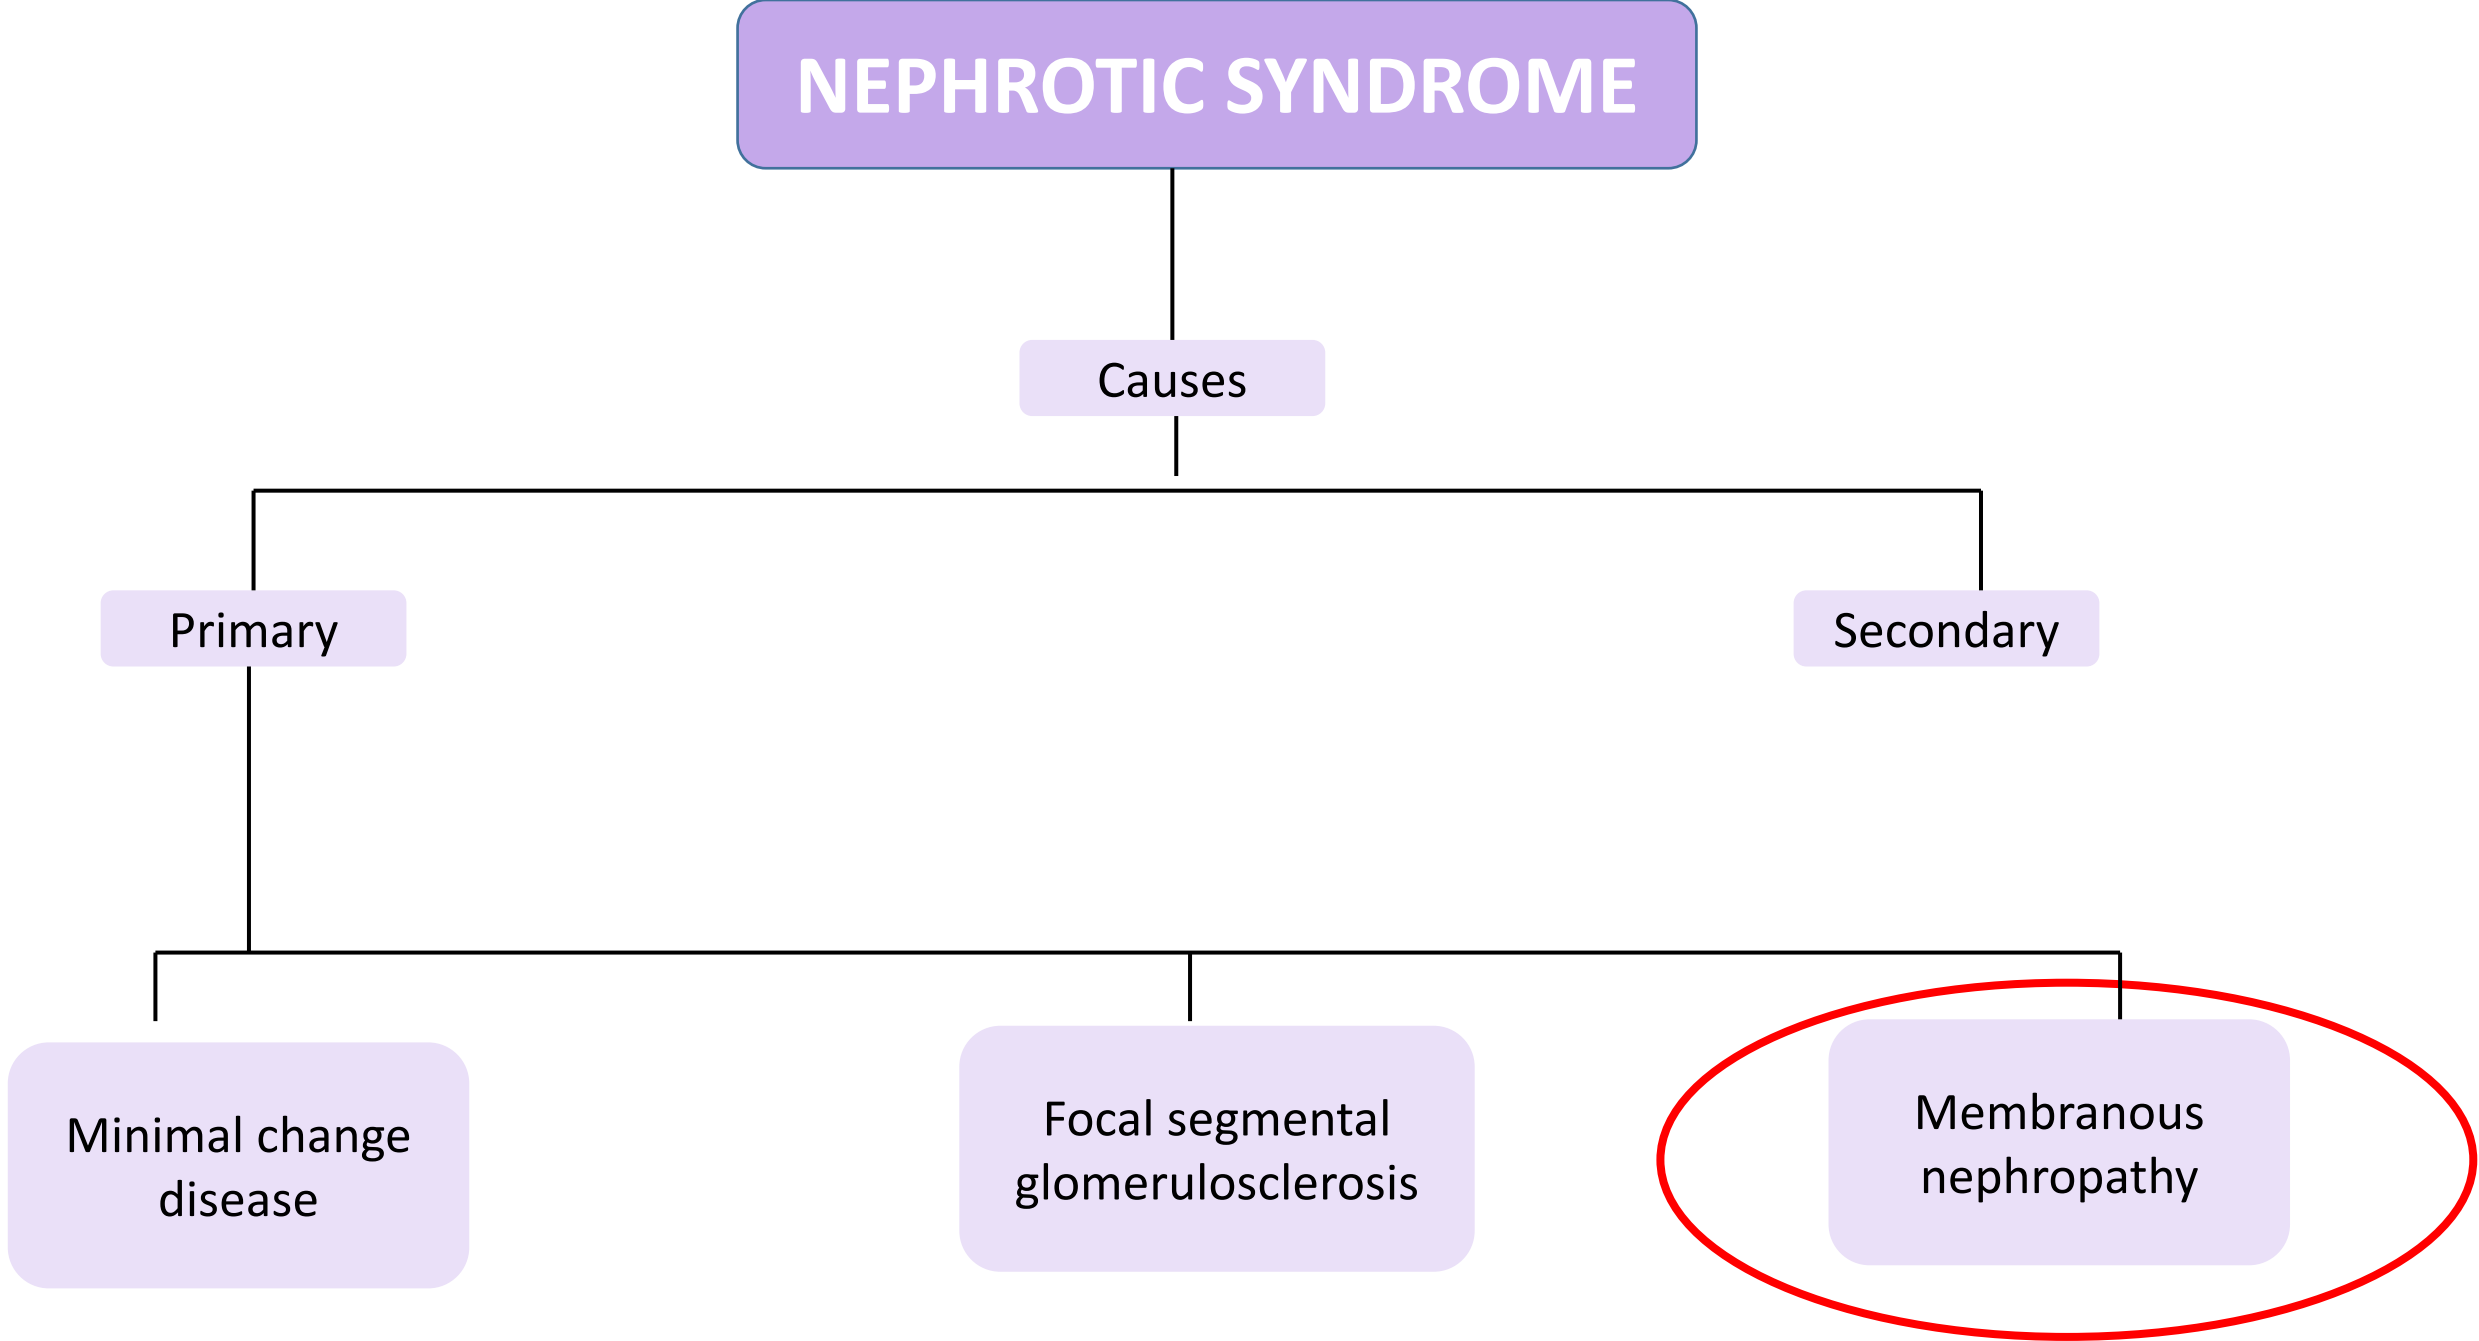 NEPHROTIC SYNDROME
Causes
Primary
Secondary
Minimal change
disease
Focal segmental
glomerulosclerosis
Membranous
nephropathy